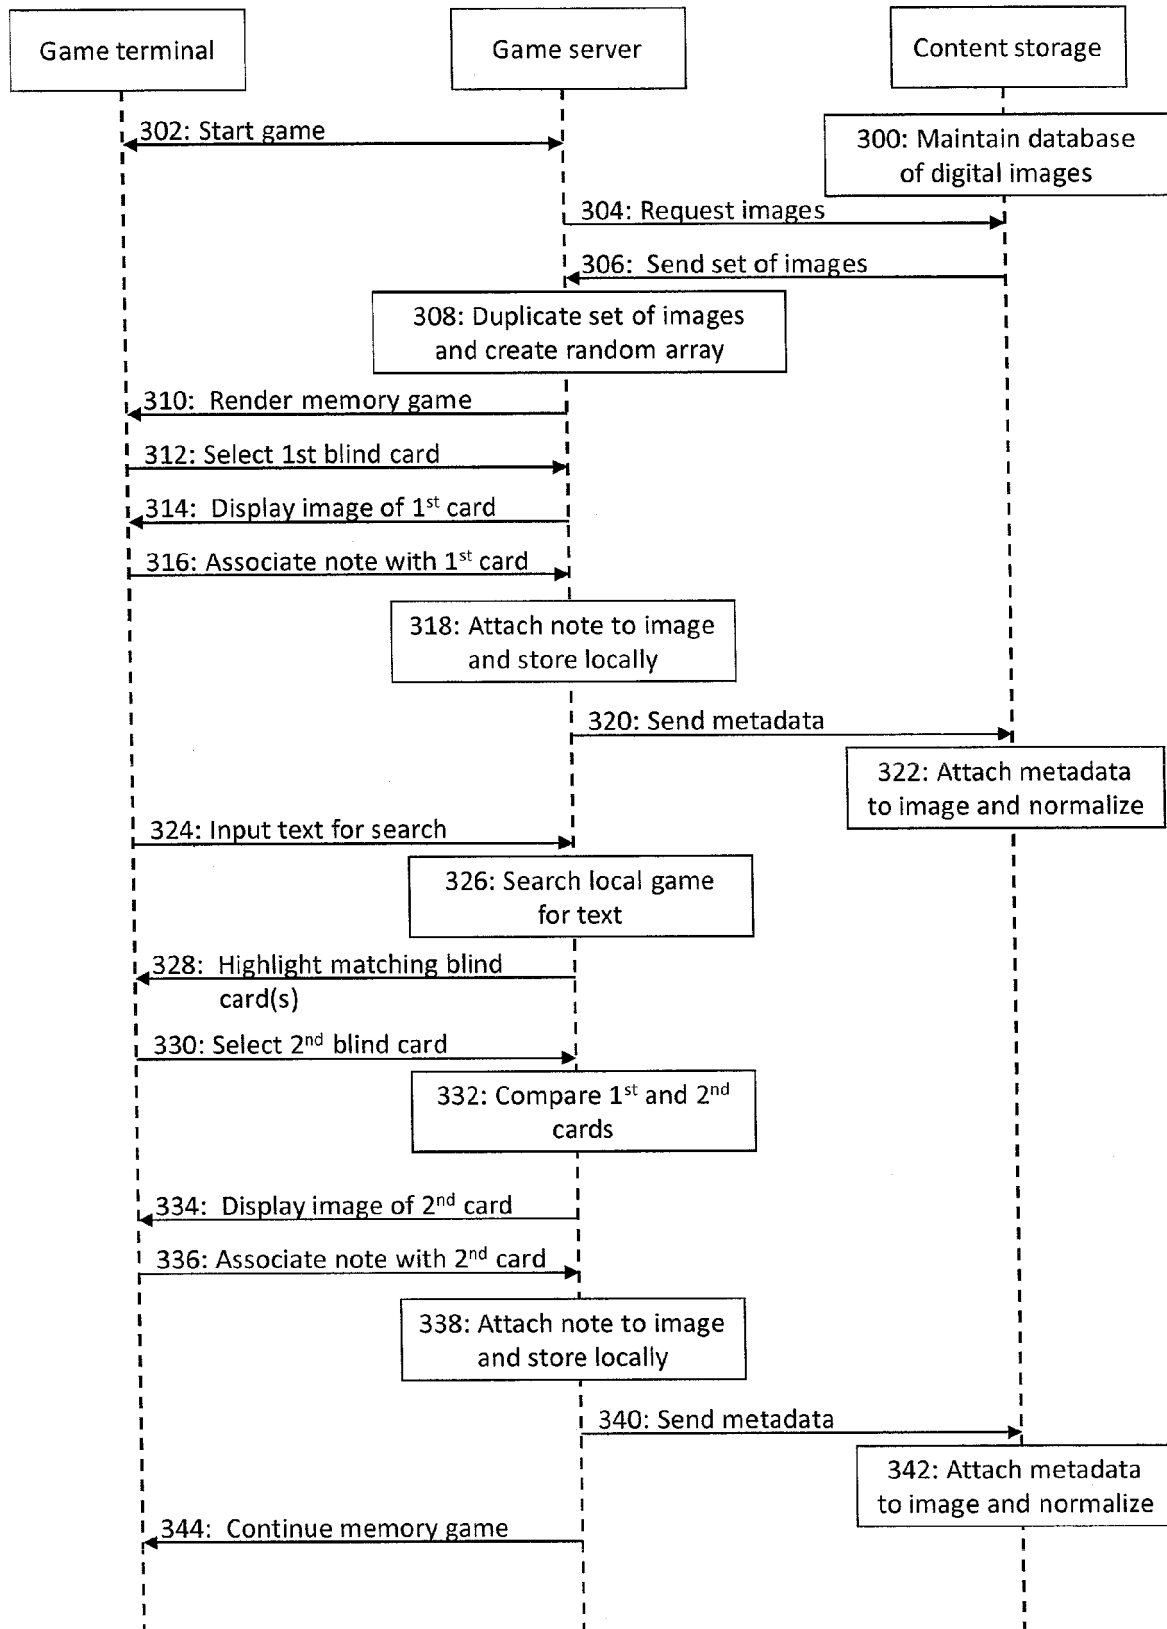 Game terminal
Game server
Content storage
302: Start game
300: Maintain database
of digital images
304: Request images
306: Send set of images
308: Duplicate set of images
and create random array
310: Render memory game
312: Select 1st blind card
314: Display image of 1st card
316: Associate note with 1st card
318: Attach note to image
and store locally
320: Send metadata
322: Attach metadata
to image and normalize
324: Input text for search
326: Search local game
for text
328: Highlight matching blind
card(s)
330: Select 2nd blind card
332: Compare 1st and 2nd
cards
334: Display image of 2nd card
336: Associate note with 2nd card
338: Attach note to image
and store locally
340: Send metadata
342: Attach metadata
to image and normalize
344: Continue memory game